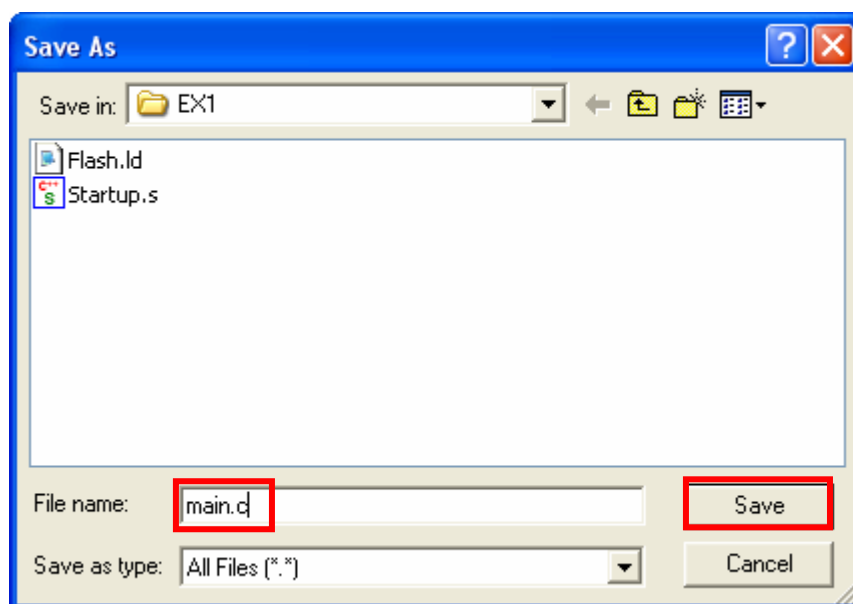 Save As
Save in: EX1
Flash.ld
Startup.s
File name: main.c Save
Save as type: All Files (*.*) Cancel